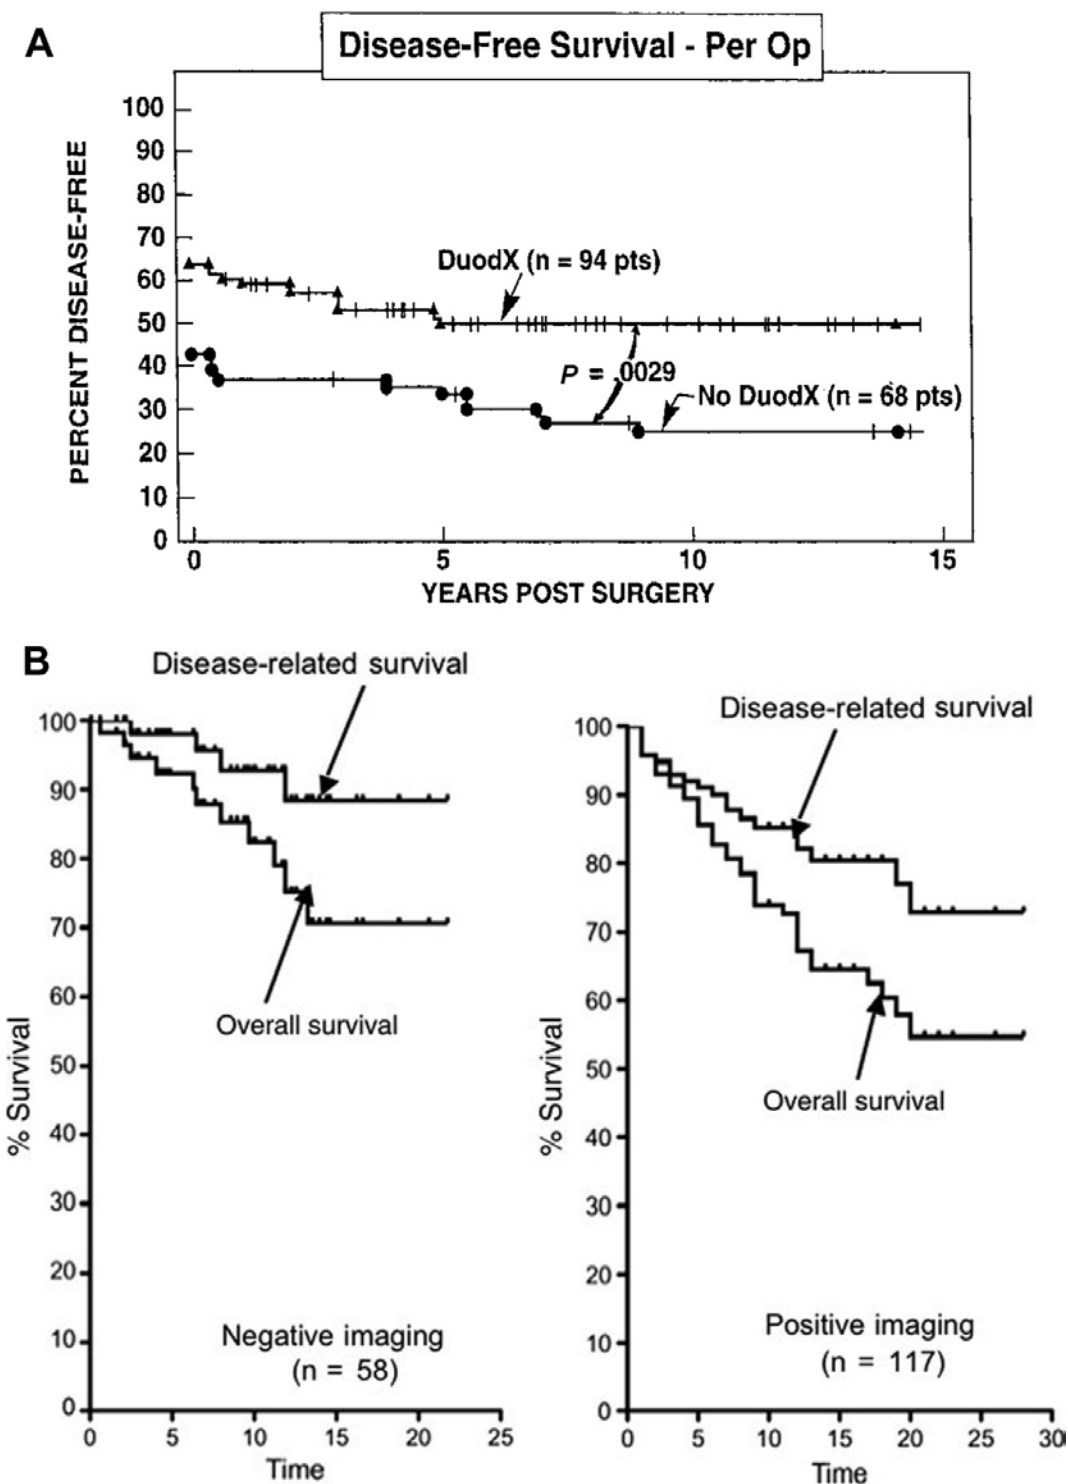 A
Disease-Free Survival - Per Op
PERCENT DISEASE-FREE
100
90
80
70
60
50
40
30
20
10
0
DuodX (n = 94 pts)
P = .0029
No DuodX (n = 68 pts)
0 5 10 15
YEARS POST SURGERY
B
Disease-related survival
% Survival
100
90
80
70
60
50
40
30
20
10
0
Overall survival
Negative imaging
(n = 58)
0 5 10 15 20 25
Time
Disease-related survival
% Survival
100
90
80
70
60
50
40
30
20
10
0
Overall survival
Positive imaging
(n = 117)
0 5 10 15 20 25 30
Time